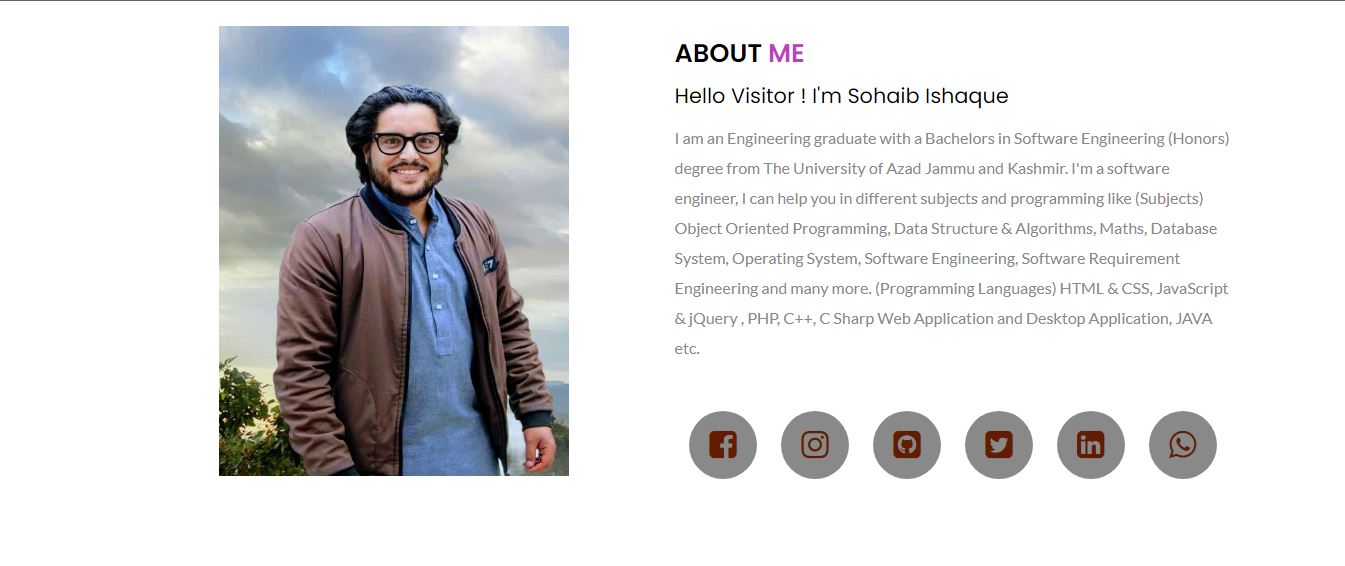 ABOUT ME
Hello Visitor ! I'm Sohaib Ishaque
I am an Engineering graduate with a Bachelors in Software Engineering (Honors)
degree from The University of Azad Jammu and Kashmir. I'm a software
engineer, I can help you in different subjects and programming like (Subjects)
Object Oriented Programming, Data Structure & Algorithms, Maths, Database
System, Operating System, Software Engineering, Software Requirement
Engineering and many more. (Programming Languages) HTML & CSS, JavaScript
& jQuery , PHP, C++, C Sharp Web Application and Desktop Application, JAVA
etc.